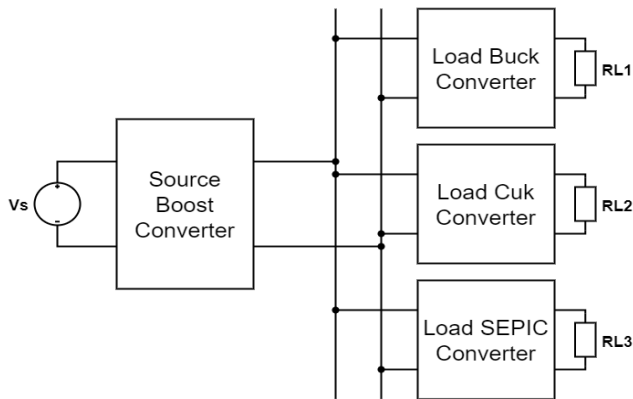 Load Buck
Converter
RL1
Source
Boost
Converter
Vs
+
-
Load Cuk
Converter
RL2
Load SEPIC
Converter
RL3